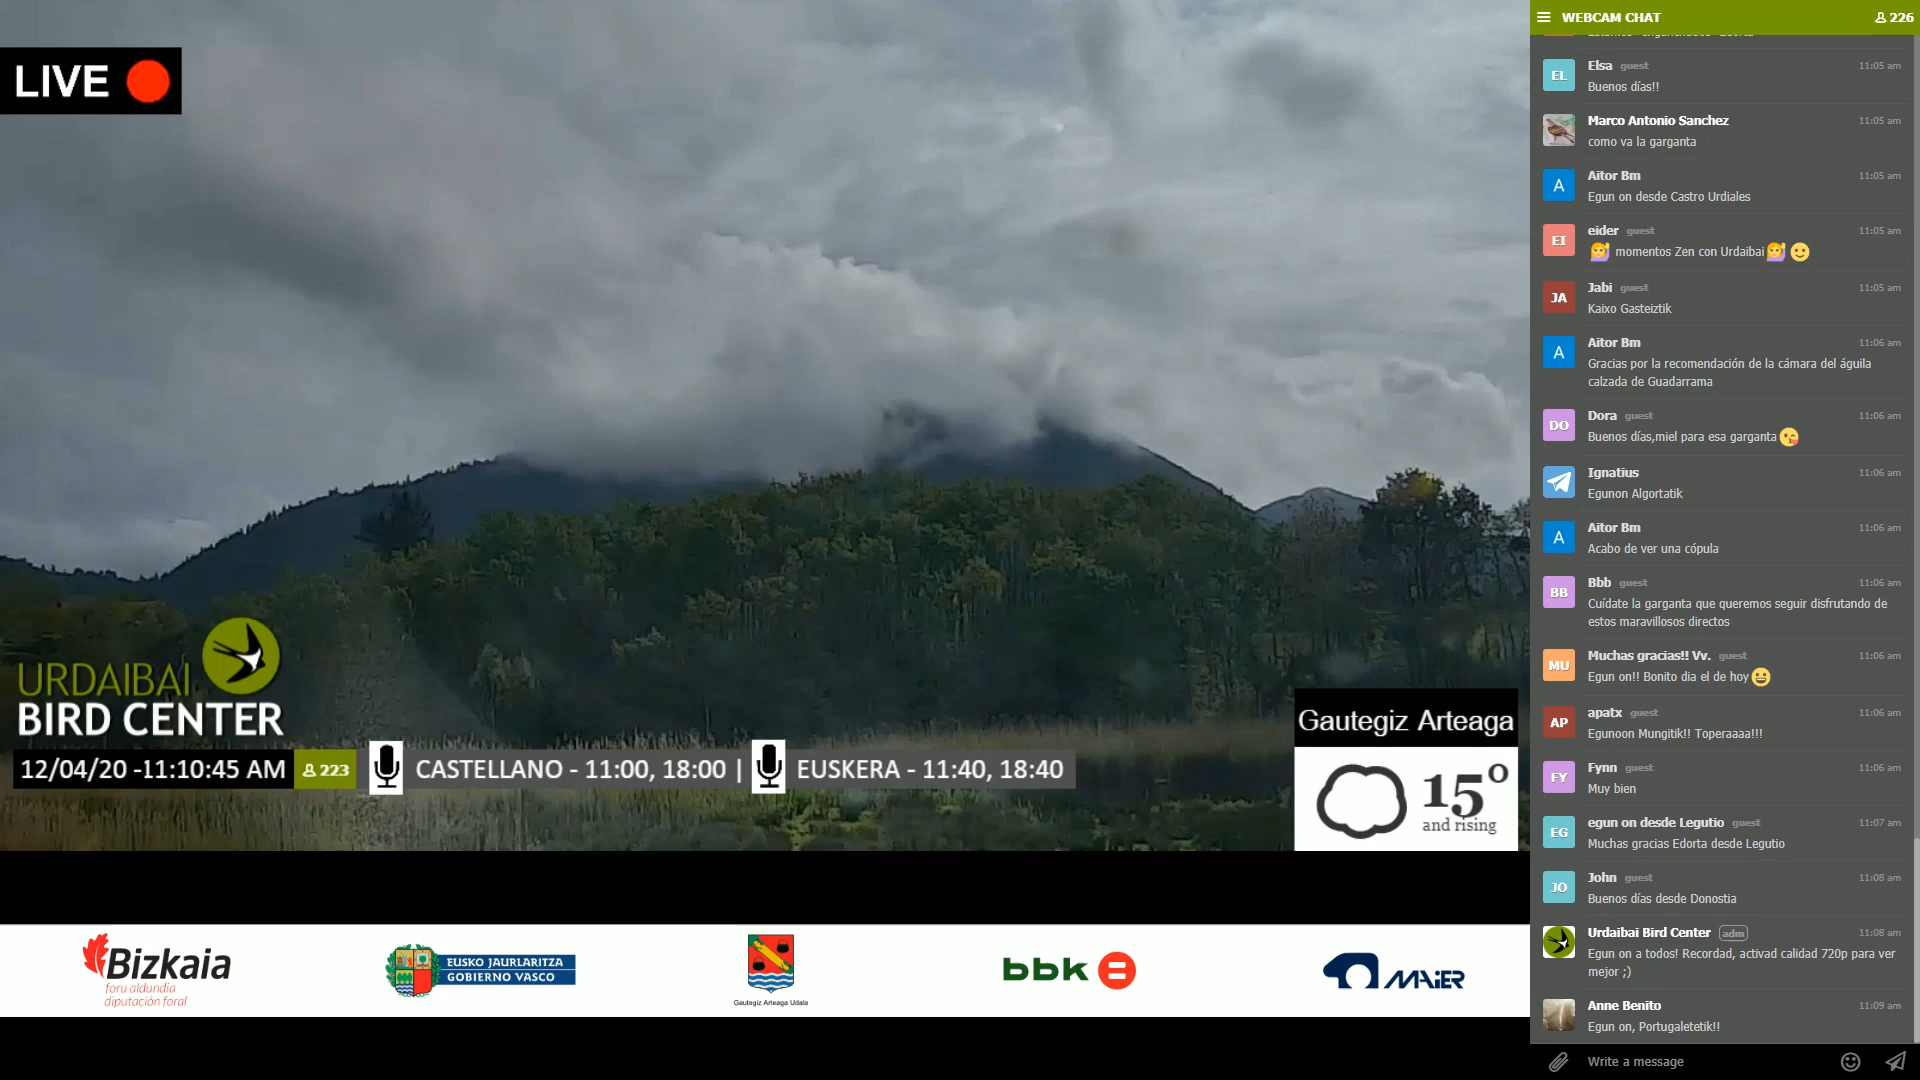 LIVE
URDAIBAI
BIRD CENTER
12/04/20 -11:10:45 AM
223
CASTELLANO - 11:00, 18:00 |
EUSKERA - 11:40, 18:40
Gautegiz Arteaga
15º
and rising
Bizkaia
foru aldundia
diputación foral
EUSKO JAURLARITZA
GOBIERNO VASCO
Gautegiz Arteaga Udala
bbk
MAIER
WEBCAM CHAT
226
EL
Elsa guest
11:05 am
Buenos días!!
Marco Antonio Sanchez
11:05 am
como va la garganta
A
Aitor Bm
11:05 am
Egun on desde Castro Urdiales
EI
eider guest
11:05 am
🙋 momentos Zen con Urdaibai🙋🙂
JA
Jabi guest
11:05 am
Kaixo Gasteiztik
A
Aitor Bm
11:06 am
Gracias por la recomendación de la cámara del águila
calzada de Guadarrama
DO
Dora guest
11:06 am
Buenos días,miel para esa garganta😘
Ignatius
11:06 am
Egunon Algortatik
A
Aitor Bm
11:06 am
Acabo de ver una cópula
BB
Bbb guest
11:06 am
Cuídate la garganta que queremos seguir disfrutando de
estos maravillosos directos
MU
Muchas gracias!! Vv. guest
11:06 am
Egun on!! Bonito dia el de hoy😀
AP
apatx guest
11:06 am
Egunoon Mungitik!! Toperaaaa!!!
FY
Fynn guest
11:06 am
Muy bien
EG
egun on desde Legutio guest
11:07 am
Muchas gracias Edorta desde Legutio
JO
John guest
11:08 am
Buenos días desde Donostia
Urdaibai Bird Center adm
11:08 am
Egun on a todos! Recordad, activad calidad 720p para ver
mejor ;)
Anne Benito
11:09 am
Egun on, Portugaletetik!!
Write a message